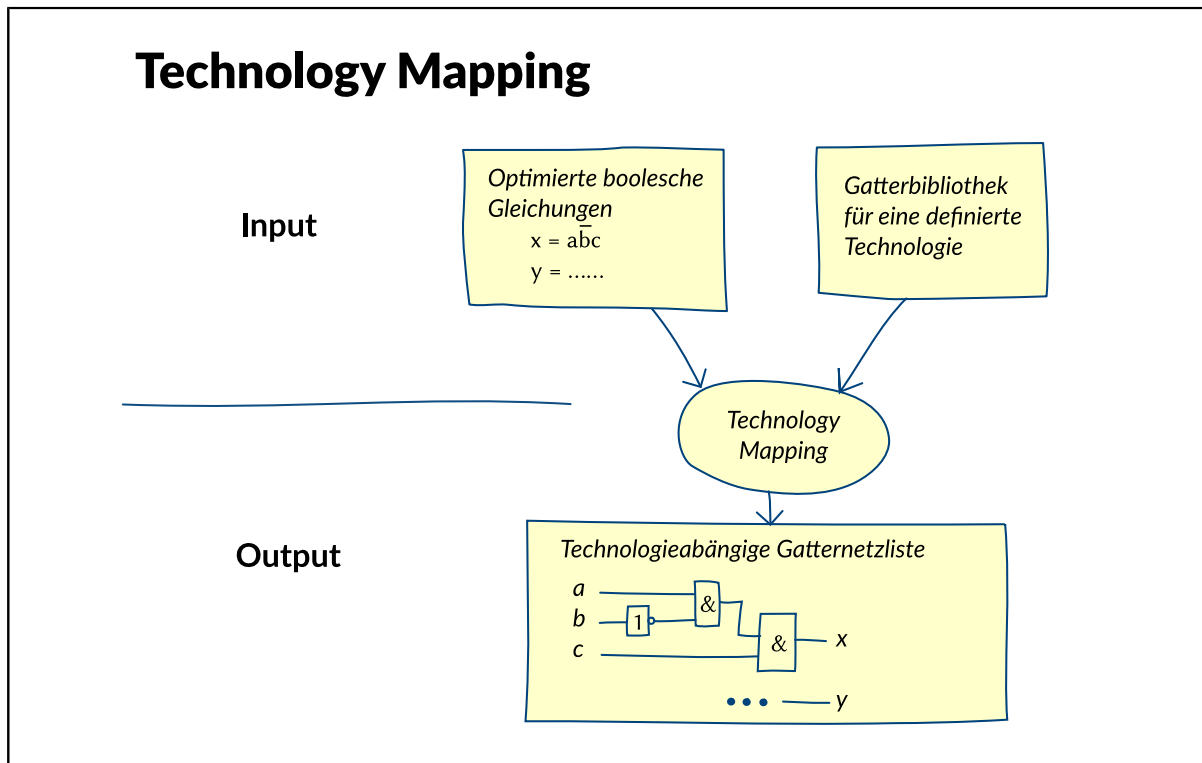 Technology Mapping
Input
Optimierte boolesche
Gleichungen
x = ab̅c
y = ......
Gatterbibliothek
für eine definierte
Technologie
Technology
Mapping
Output
Technologieabängige Gatternetzliste
a
b
c
1
&
&
x
y